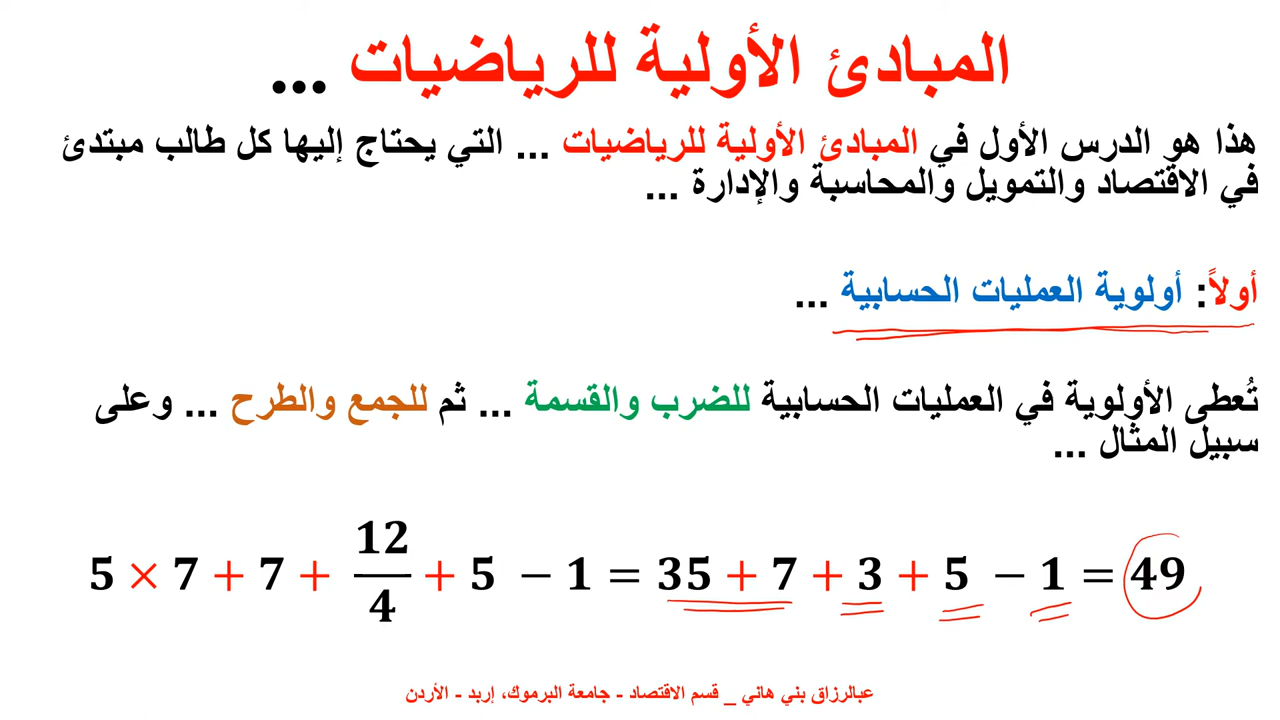 المبادئ الأولية للرياضيات ...
هذا هو الدرس الأول في المبادئ الأولية للرياضيات ... التي يحتاج إليها كل طالب مبتدئ
في الاقتصاد والتمويل والمحاسبة والإدارة ...
أولاً: أولوية العمليات الحسابية ...
تُعطى الأولوية في العمليات الحسابية للضرب والقسمة ... ثم للجمع والطرح ... وعلى
سبيل المثال ...
5 × 7 + 7 + 12/4 + 5 − 1 = 35 + 7 + 3 + 5 − 1 = 49
عبالرزاق بني هاني _ قسم الاقتصاد - جامعة اليرموك، إربد - الأردن